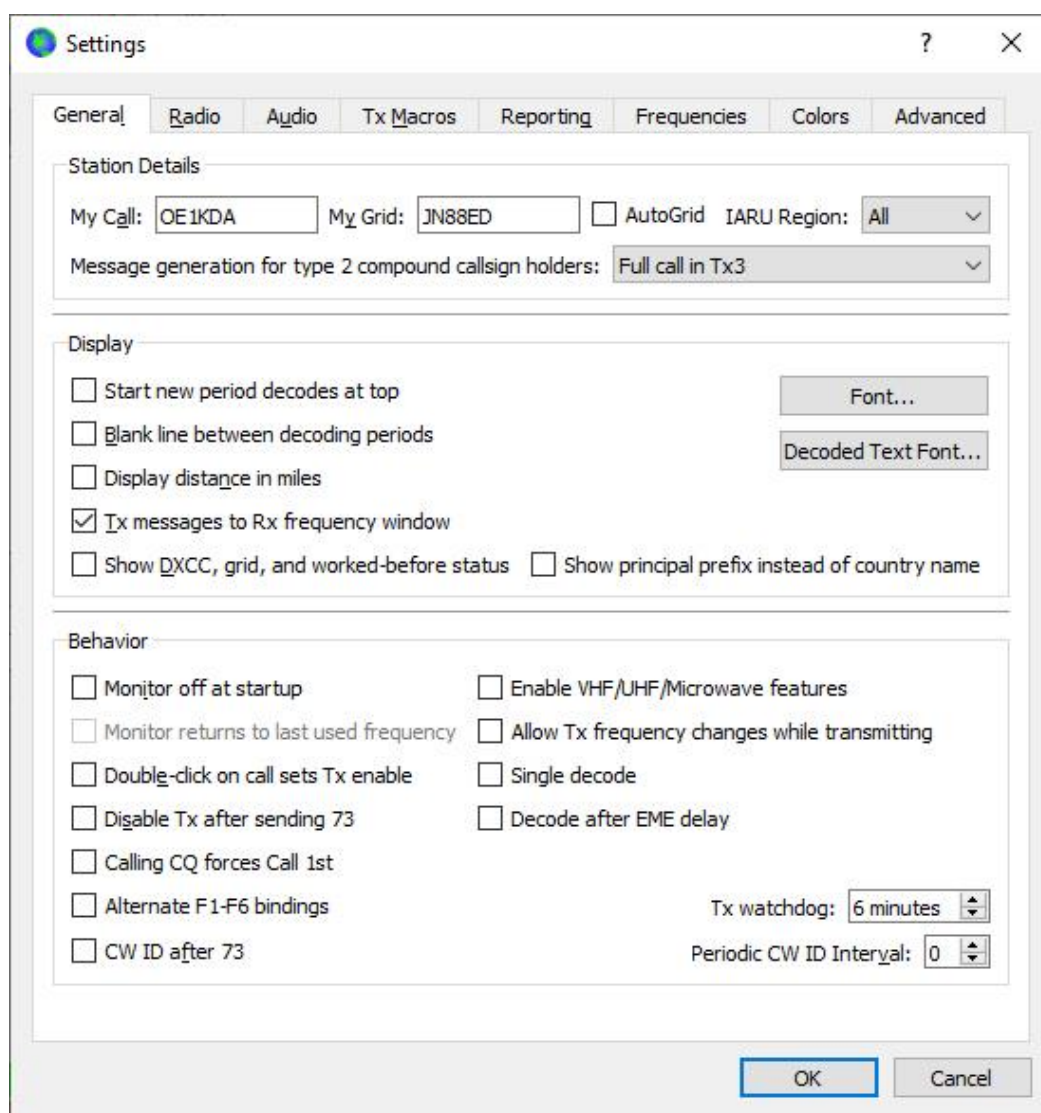 Settings ?
General Radio Audio Tx Macros Reporting Frequencies Colors Advanced
Station Details
My Call: OE1KDA My Grid: JN88ED AutoGrid IARU Region: All
Message generation for type 2 compound callsign holders: Full call in Tx3
Display
Start new period decodes at top Font...
Blank line between decoding periods
Decoded Text Font...
Display distance in miles
Tx messages to Rx frequency window
Show DXCC, grid, and worked-before status Show principal prefix instead of country name
Behavior
Monitor off at startup Enable VHF/UHF/Microwave features
Monitor returns to last used frequency Allow Tx frequency changes while transmitting
Double-click on call sets Tx enable Single decode
Disable Tx after sending 73 Decode after EME delay
Calling CQ forces Call 1st
Alternate F1-F6 bindings Tx watchdog: 6 minutes
CW ID after 73 Periodic CW ID Interval: 0
OK Cancel